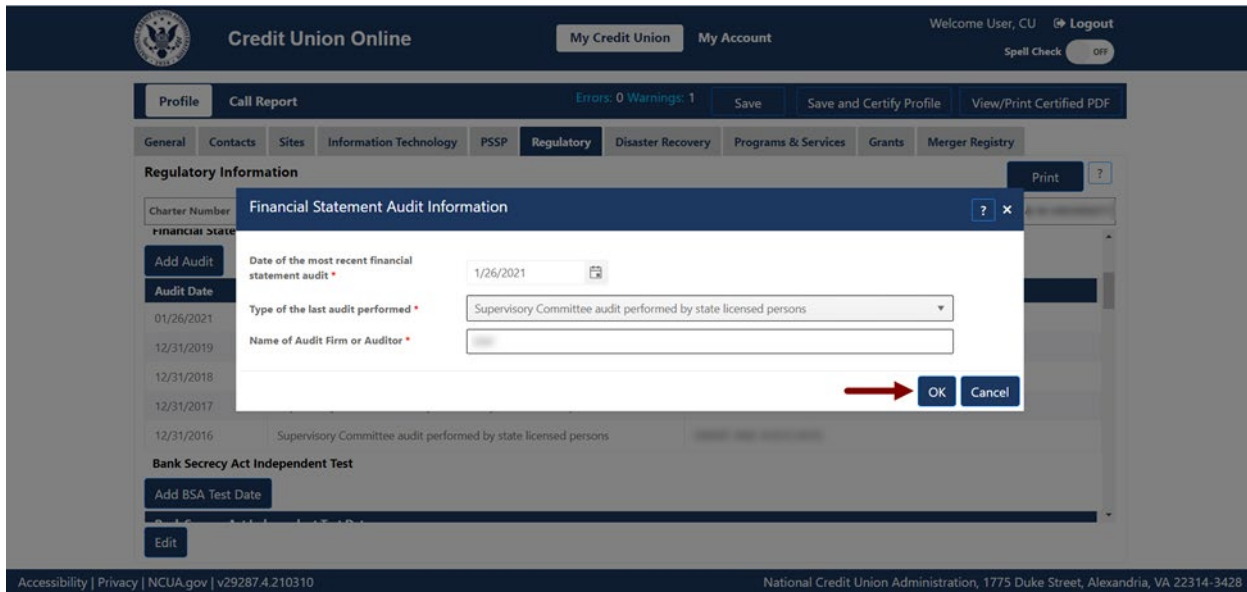 Credit Union Online
My Credit Union
My Account
Welcome User, CU
Logout
Spell Check
OFF
Profile
Call Report
Errors: 0 Warnings: 1
Save
Save and Certify Profile
View/Print Certified PDF
General
Contacts
Sites
Information Technology
PSSP
Regulatory
Disaster Recovery
Programs & Services
Grants
Merger Registry
Regulatory Information
Print
?
Charter Number
Financial State
Add Audit
Audit Date
01/26/2021
12/31/2019
12/31/2018
12/31/2017
12/31/2016
Supervisory Committee audit performed by state licensed persons
Financial Statement Audit Information
?
×
Date of the most recent financial
statement audit *
1/26/2021
Type of the last audit performed *
Supervisory Committee audit performed by state licensed persons
Name of Audit Firm or Auditor *
OK
Cancel
Bank Secrecy Act Independent Test
Add BSA Test Date
Edit
Accessibility | Privacy | NCUA.gov | v29287.4.210310
National Credit Union Administration, 1775 Duke Street, Alexandria, VA 22314-3428